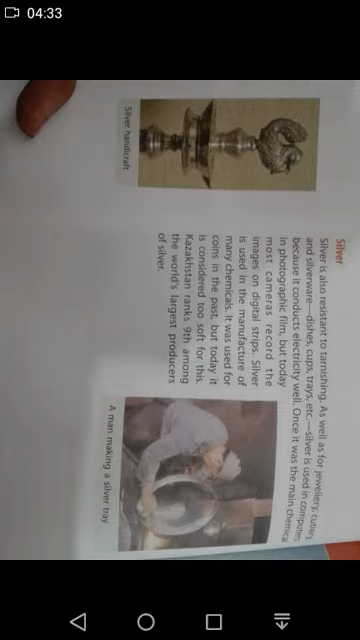 04:33
Silver
Silver is also resistant to tarnishing. As well as for jewellery, cutlery
and silverware—dishes, cups, trays, etc.—silver is used in computers
because it conducts electricity well. Once it was the main chemical
in photographic film, but today
most cameras record the
images on digital strips. Silver
is used in the manufacture of
many chemicals. It was used for
coins in the past, but today it
is considered too soft for this.
Kazakhstan ranks 9th among
the world's largest producers
of silver.
Silver handicraft
A man making a silver tray